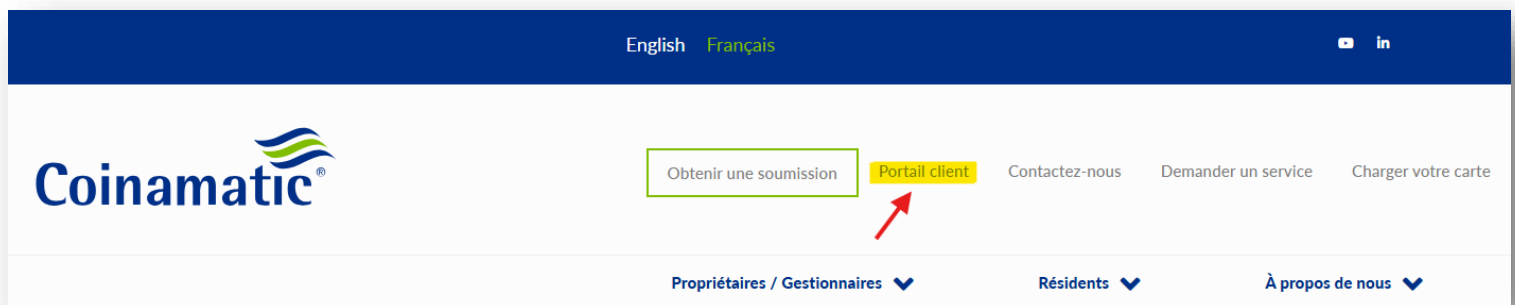 English Français
in
Coinamatic®
Obtenir une soumission Portail client Contactez-nous Demander un service Charger votre carte
Propriétaires / Gestionnaires Résidents À propos de nous